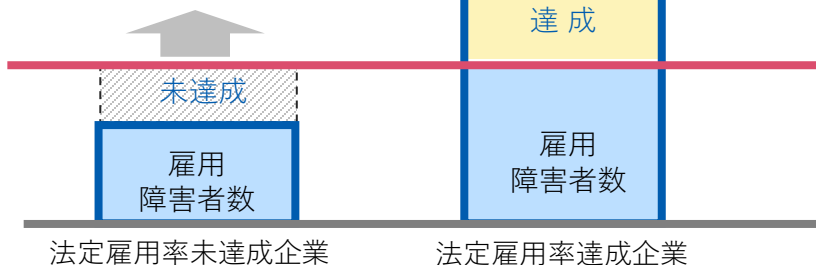 達成
未達成
雇用
障害者数
雇用
障害者数
法定雇用率未達成企業
法定雇用率達成企業